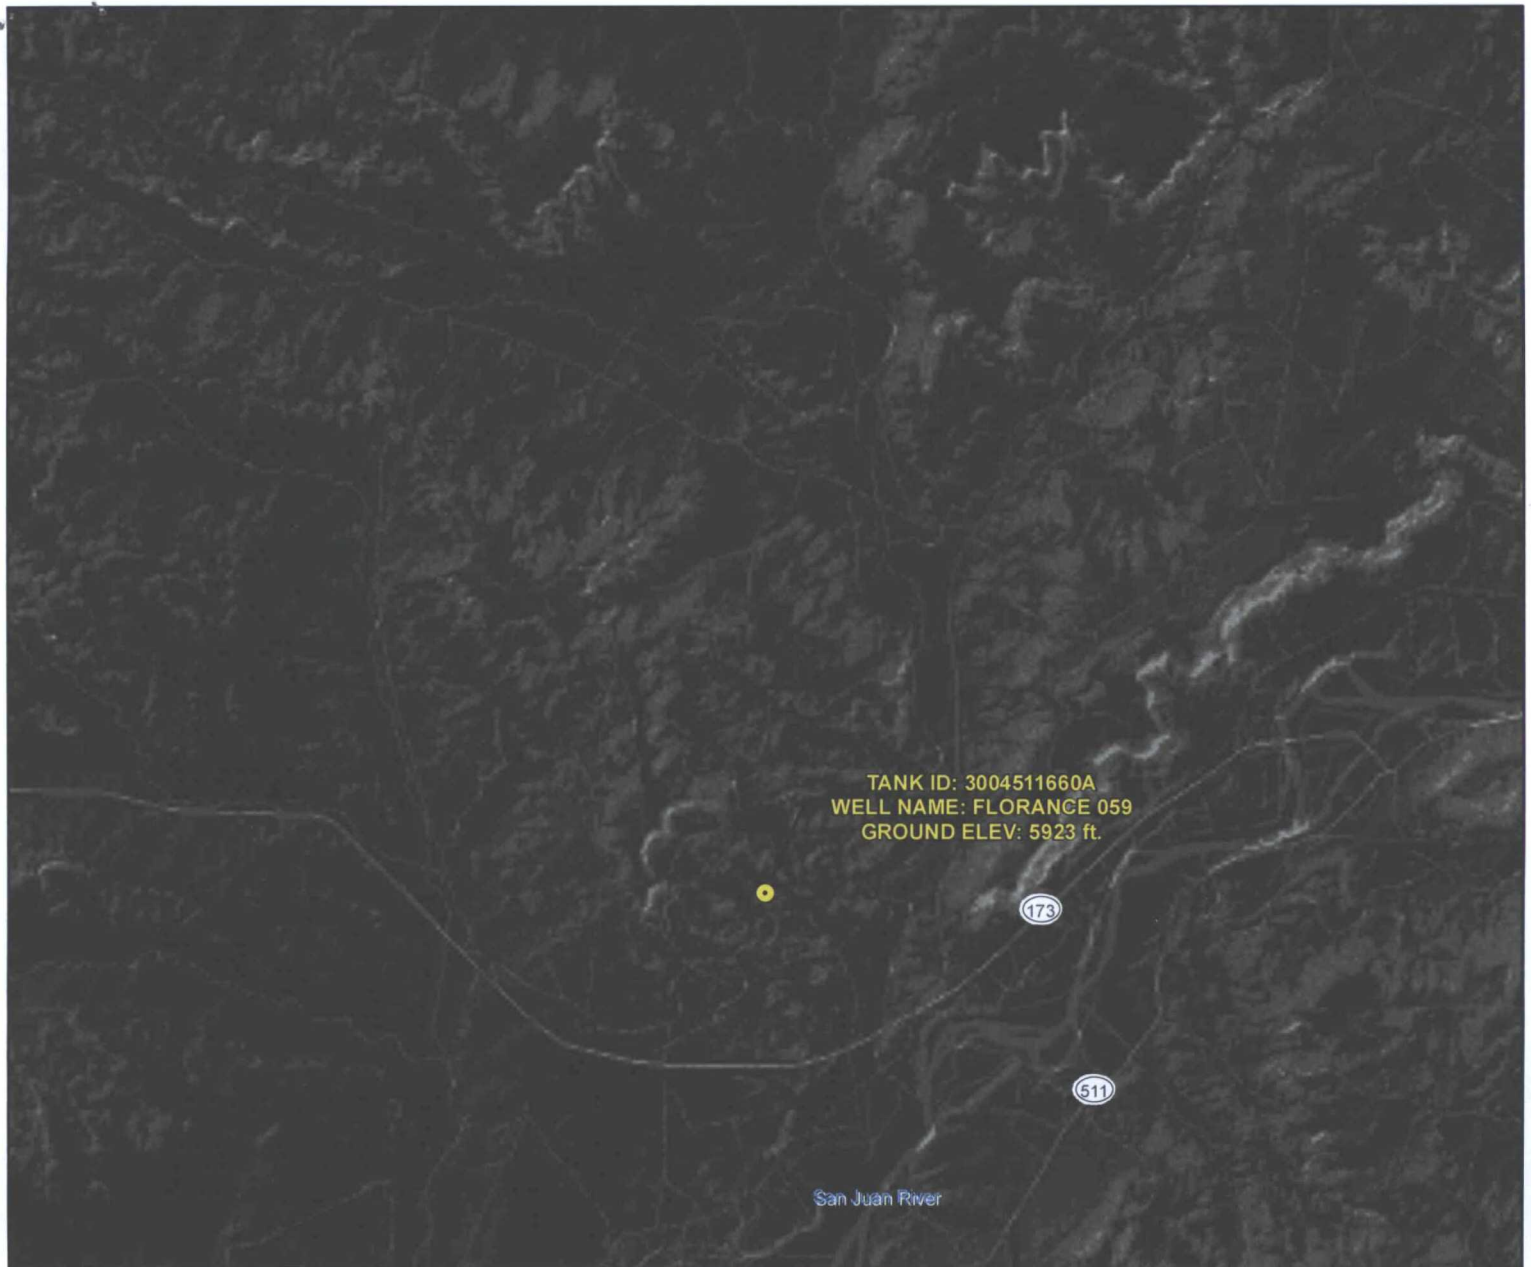 TANK ID: 3004511660A
WELL NAME: FLORANCE 059
GROUND ELEV: 5923 ft.
173
511
San Juan River